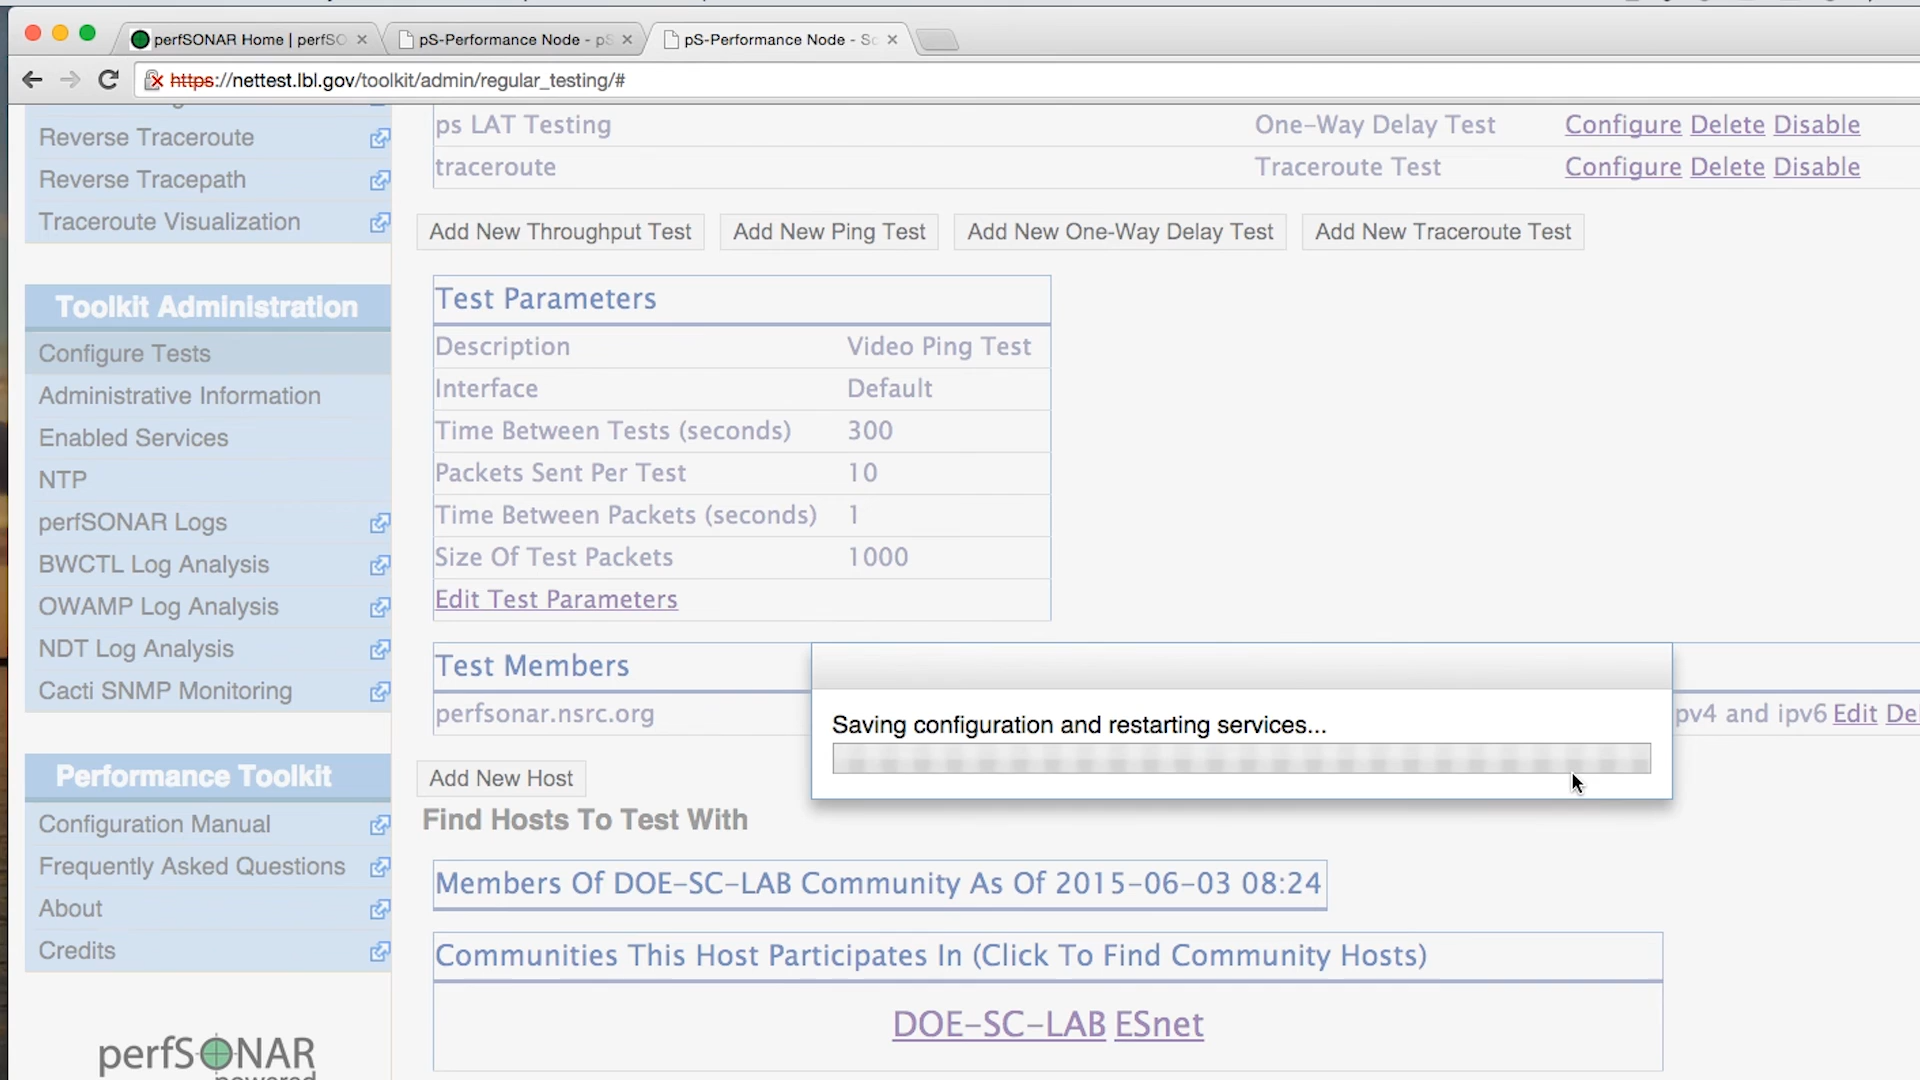 perfSONAR Home | perfSO
pS-Performance Node - pS
pS-Performance Node - Sc
https://nettest.lbl.gov/toolkit/admin/regular_testing/#
Reverse Traceroute
Reverse Tracepath
Traceroute Visualization
Toolkit Administration
Configure Tests
Administrative Information
Enabled Services
NTP
perfSONAR Logs
BWCTL Log Analysis
OWAMP Log Analysis
NDT Log Analysis
Cacti SNMP Monitoring
Performance Toolkit
Configuration Manual
Frequently Asked Questions
About
Credits
perfSONAR
powered
ps LAT Testing One-Way Delay Test Configure Delete Disable
traceroute Traceroute Test Configure Delete Disable
Add New Throughput Test Add New Ping Test Add New One-Way Delay Test Add New Traceroute Test
Test Parameters
Description Video Ping Test
Interface Default
Time Between Tests (seconds) 300
Packets Sent Per Test 10
Time Between Packets (seconds) 1
Size Of Test Packets 1000
Edit Test Parameters
Test Members
perfsonar.nsrc.org pv4 and ipv6 Edit Del
Saving configuration and restarting services...
Add New Host
Find Hosts To Test With
Members Of DOE-SC-LAB Community As Of 2015-06-03 08:24
Communities This Host Participates In (Click To Find Community Hosts)
DOE-SC-LAB ESnet